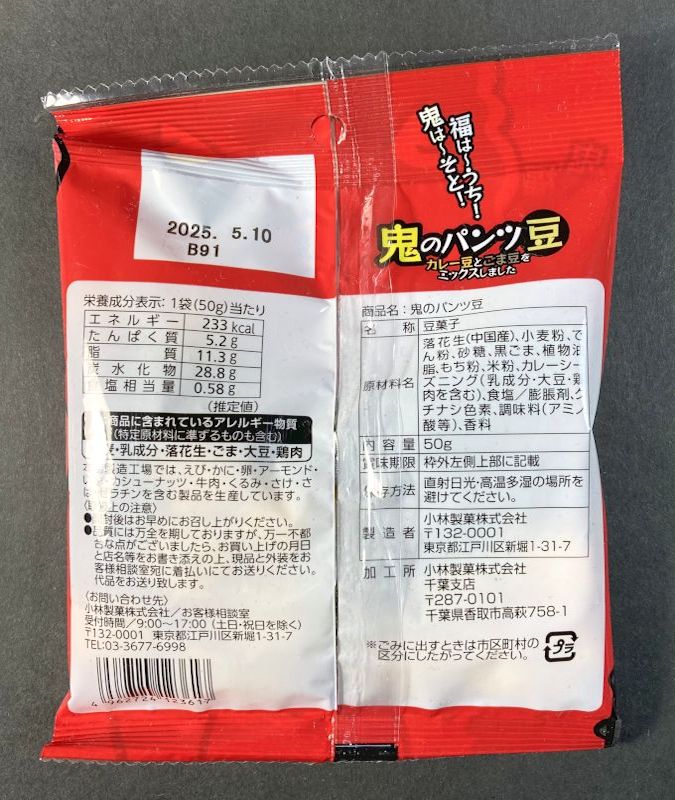 福は～うち！
鬼は～そと！
鬼のパンツ豆
カレー豆とごま豆を
ミックスしました
2025. 5.10
B91
栄養成分表示：1袋(50g)当たり
エネルギー 233 kcal
たんぱく質 5.2 g
脂質 11.3 g
炭水化物 28.8 g
塩相当量 0.58 g
(推定値)
商品に含まれているアレルギー物質
(特定原材料に準ずるものも含む)
・乳成分・落花生・ごま・大豆・鶏肉
製造工場では、えび・かに・卵・アーモンド・
カシューナッツ・牛肉・くるみ・さけ・さ
ゼラチンを含む製品を生産しています。
上の注意〉
●封後はお早めにお召し上がりください。
●質には万全を期しておりますが、万一不都
合な点がございましたら、お買い上げの月日
と店名等をお書き添えの上、現品と外装をお
客様相談室宛に着払いにてお送りください。
代品をお送り致します。
〈お問い合わせ先〉
小林製菓株式会社/お客様相談室
受付時間/9:00～17:00 (土日・祝日を除く)
〒132-0001 東京都江戸川区新堀1-31-7
TEL:03-3677-6998
4 962724 123617
商品名：鬼のパンツ豆
名称 豆菓子
原材料名 落花生(中国産)、小麦粉、で
ん粉、砂糖、黒ごま、植物油
脂、もち粉、米粉、カレーシー
ズニング(乳成分・大豆・鶏
肉を含む)、食塩／膨脹剤、ク
チナシ色素、調味料(アミノ
酸等)、香料
内容量 50g
賞味期限 枠外左側上部に記載
保存方法 直射日光・高温多湿の場所を
避けてください。
製造者 小林製菓株式会社
〒132-0001
東京都江戸川区新堀1-31-7
加工所 小林製菓株式会社
千葉支店
〒287-0101
千葉県香取市高萩758-1
※ごみに出すときは市区町村の
区分にしたがってください。
プラ